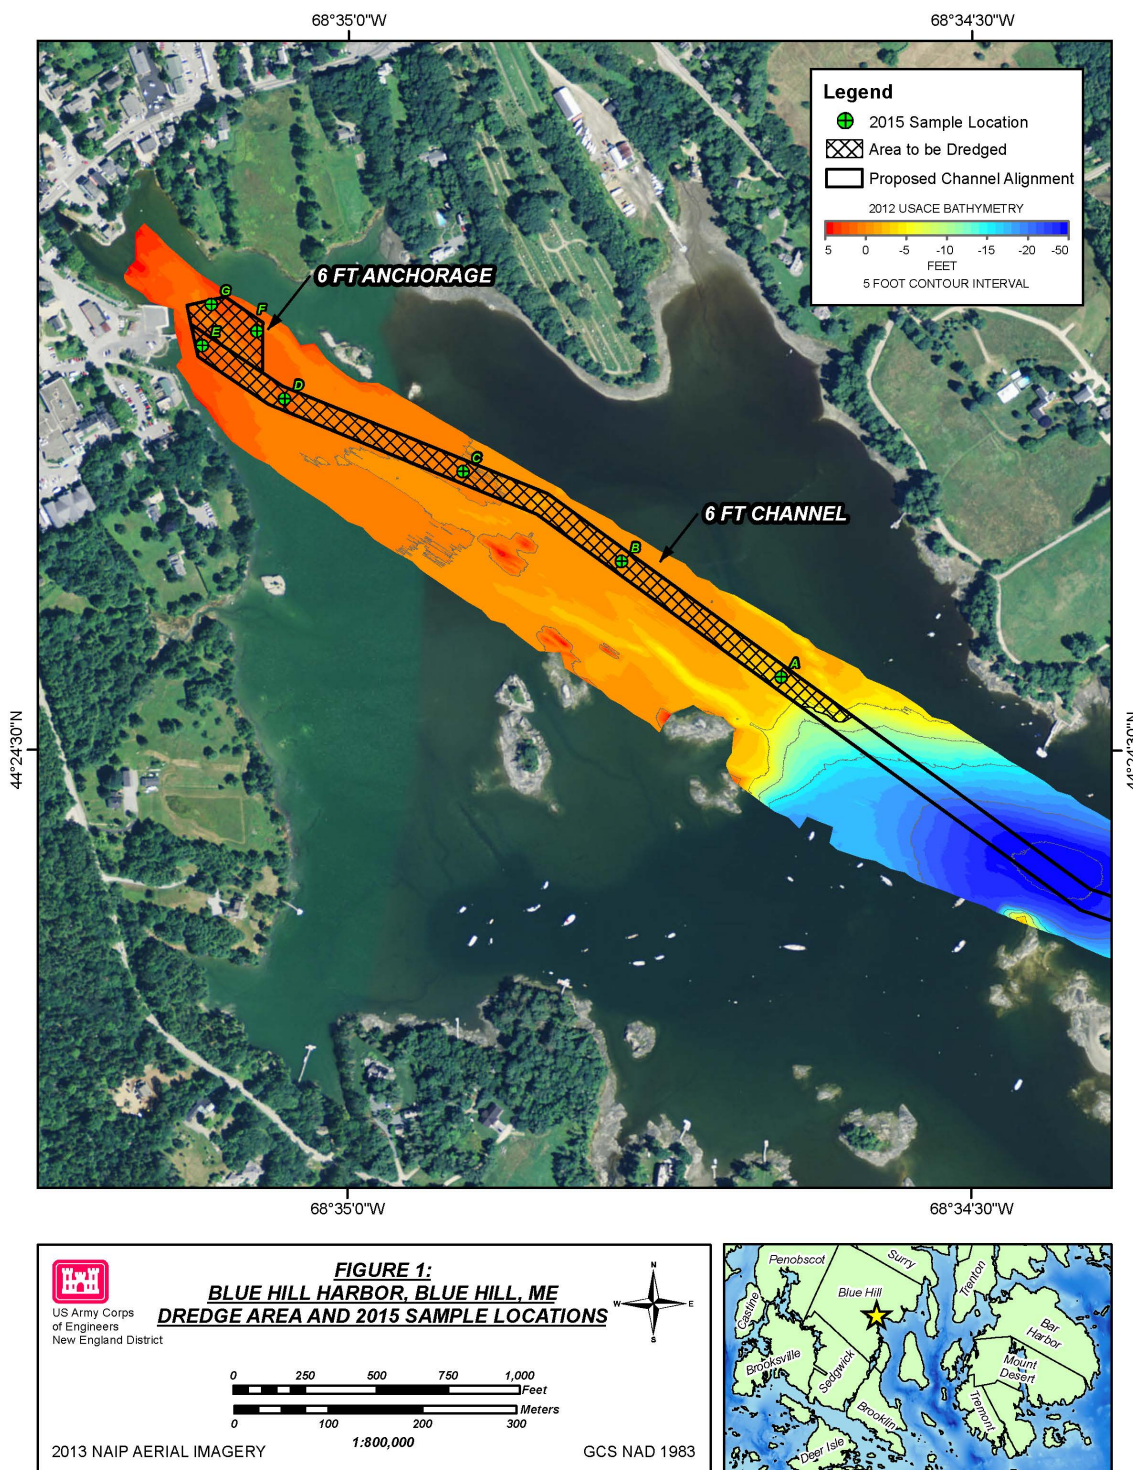 68°35'0"W
68°34'30"W
Legend
2015 Sample Location
Area to be Dredged
Proposed Channel Alignment
2012 USACE BATHYMETRY
5 0 -5 -10 -15 -20 -50
FEET
5 FOOT CONTOUR INTERVAL
6 FT ANCHORAGE
G
F
E
D
C
6 FT CHANNEL
B
A
44°24'30"N
44°24'30"N
68°35'0"W
68°34'30"W
US Army Corps
of Engineers
New England District
FIGURE 1:
BLUE HILL HARBOR, BLUE HILL, ME
DREDGE AREA AND 2015 SAMPLE LOCATIONS
N
W
E
S
0 250 500 750 1,000
Feet
Meters
0 100 200 300
1:800,000
2013 NAIP AERIAL IMAGERY
GCS NAD 1983
Penobscot
Surry
Trenton
Blue Hill
Castine
Bar
Harbor
Mount
Desert
Brooksville
Sedgwick
Tremont
Brooklin
Deer Isle